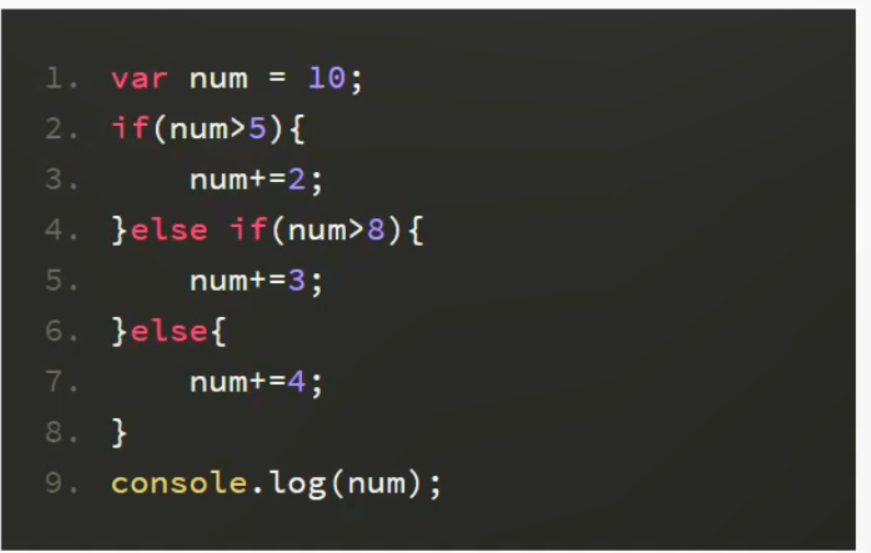 1. var num = 10;
2. if(num>5){
3.     num+=2;
4. }else if(num>8){
5.     num+=3;
6. }else{
7.     num+=4;
8. }
9. console.log(num);